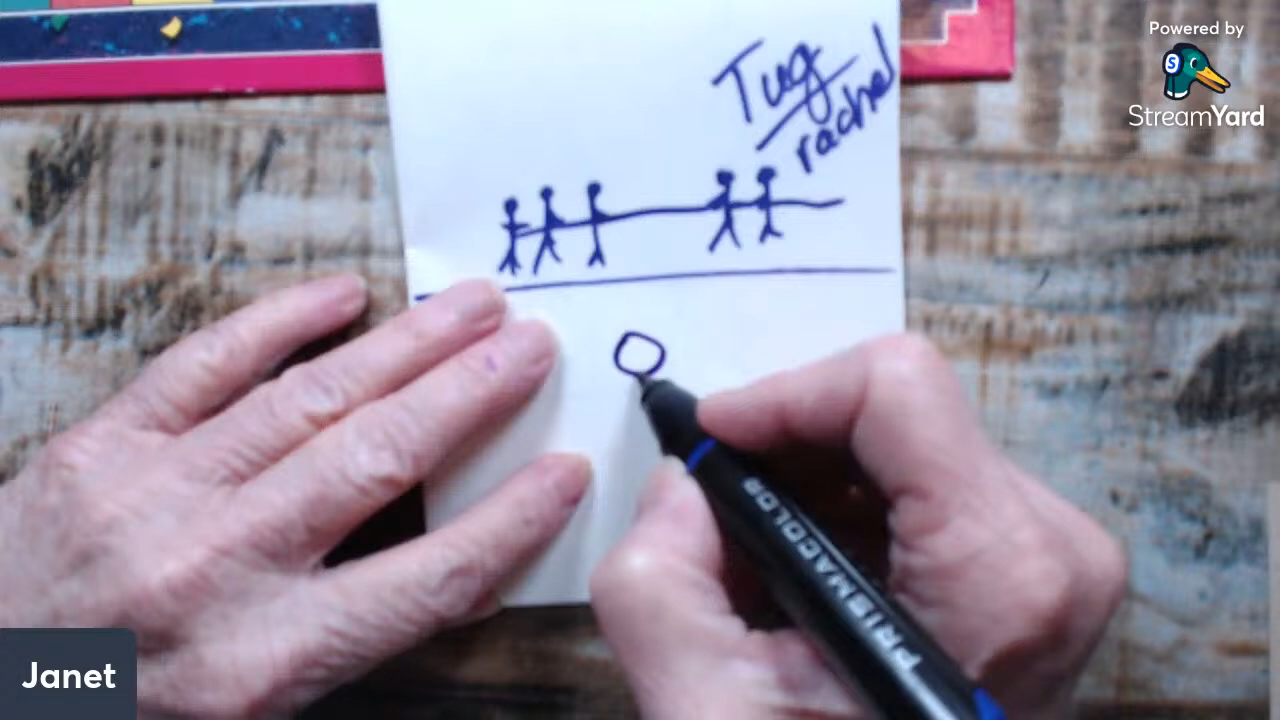 Powered by
StreamYard
Tug
rachel
PRISMACOLOR
Janet